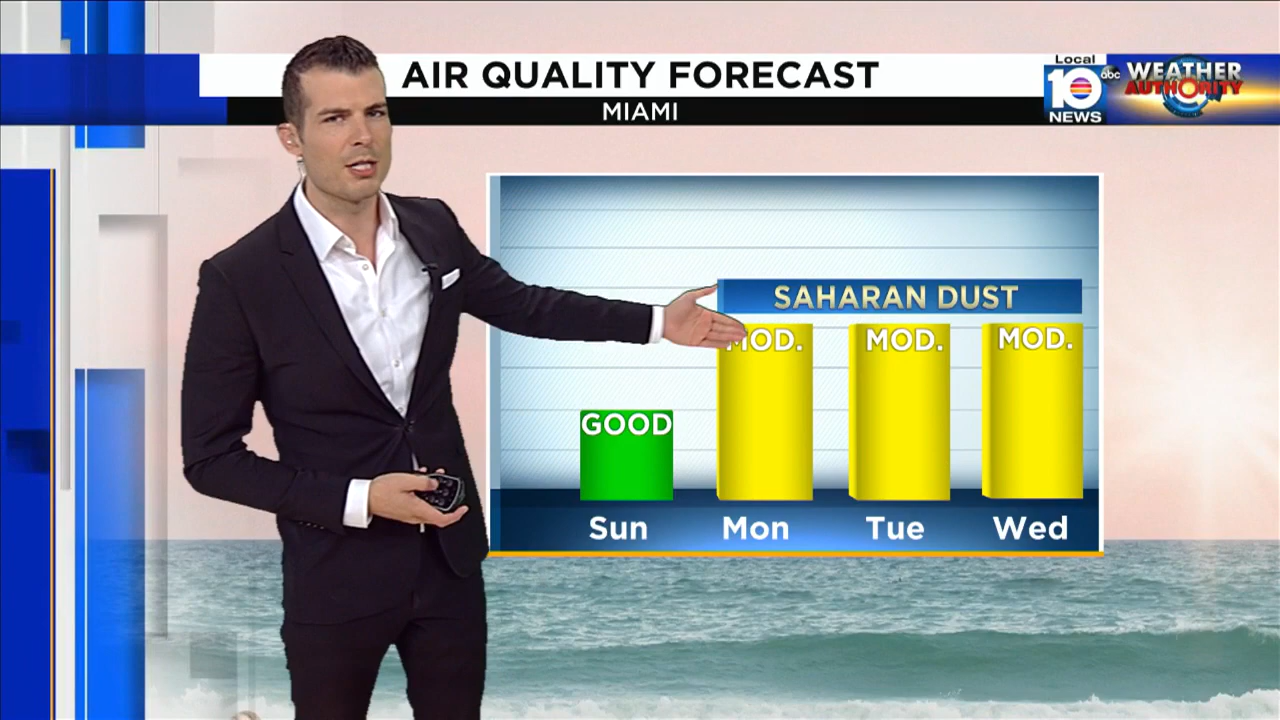 AIR QUALITY FORECAST
MIAMI
Local
10
abc
NEWS
WEATHER
AUTHORITY
SAHARAN DUST
MOD.
MOD.
MOD.
GOOD
Sun
Mon
Tue
Wed